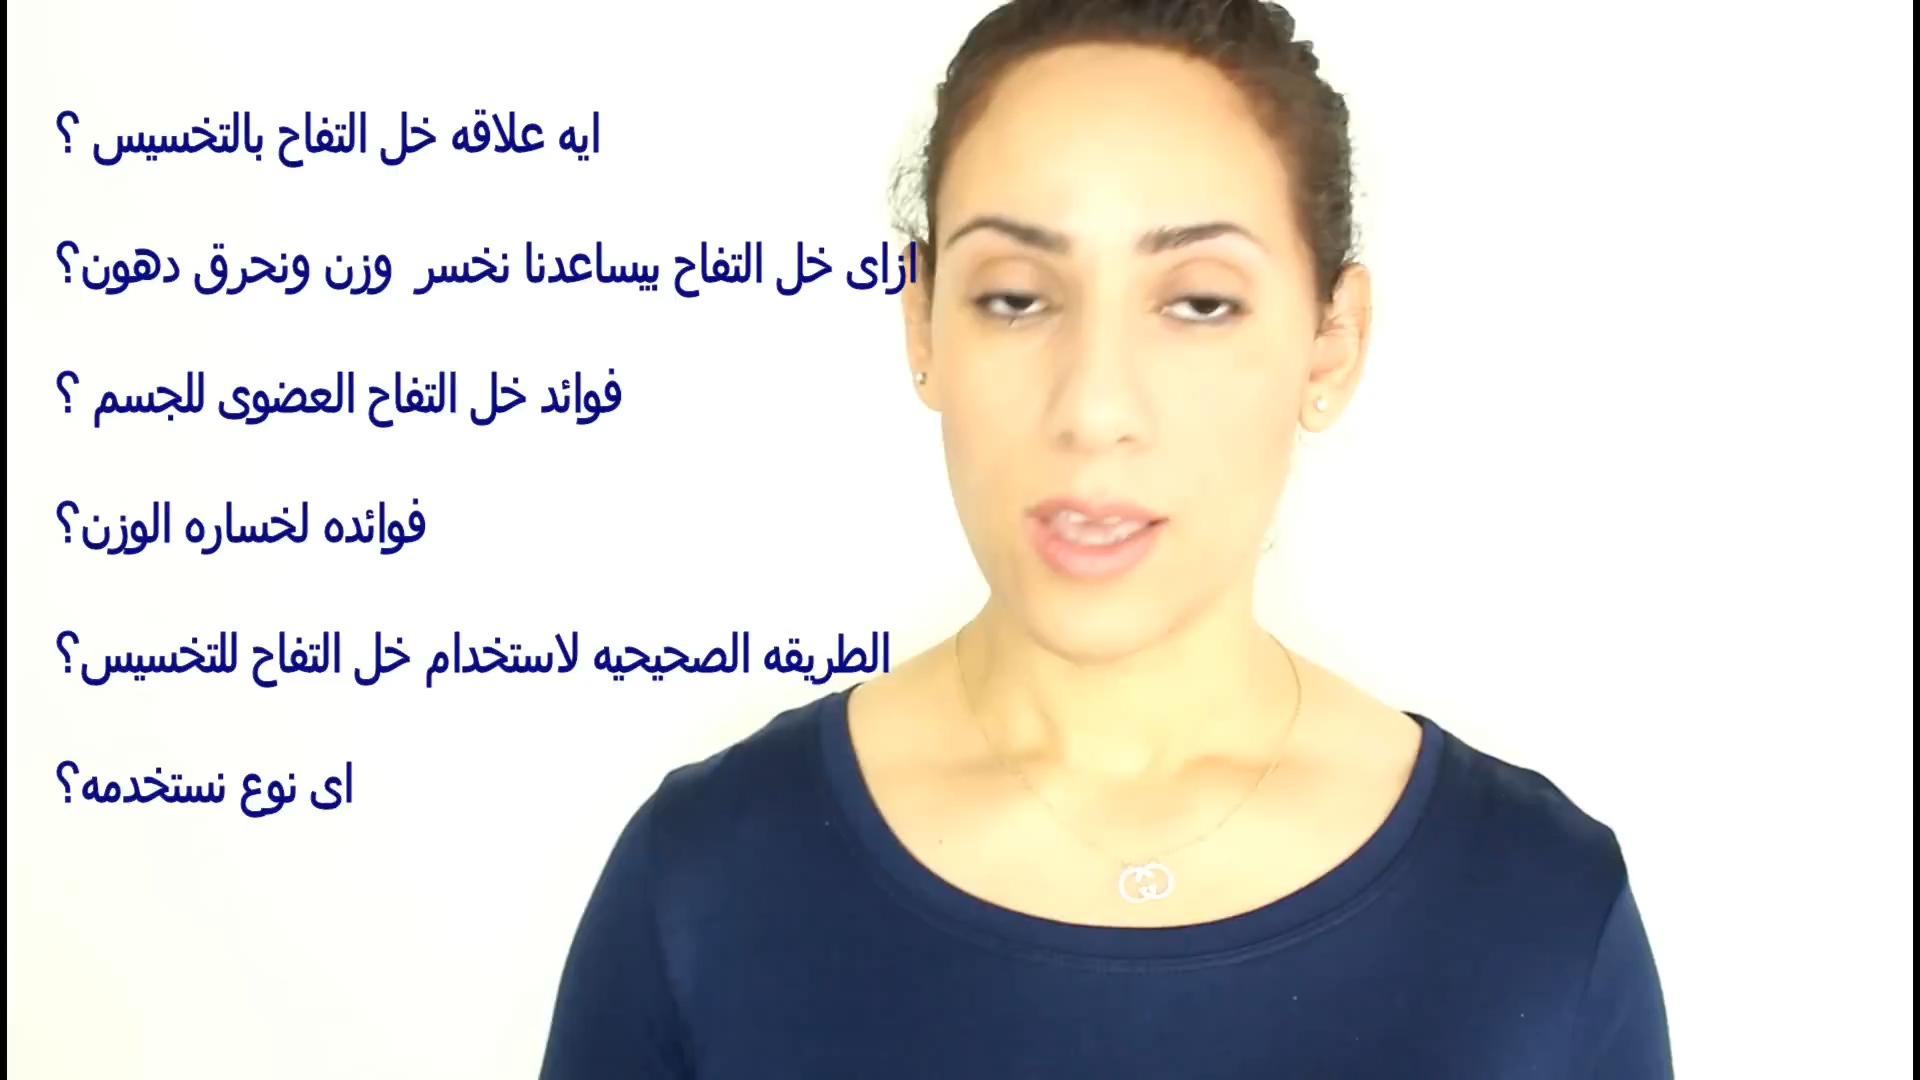 ايه علاقه خل التفاح بالتخسيس ؟
ازاى خل التفاح بيساعدنا نخسر وزن ونحرق دهون؟
فوائد خل التفاح العضوى للجسم ؟
فوائده لخساره الوزن؟
الطريقه الصحيحيه لاستخدام خل التفاح للتخسيس؟
اى نوع نستخدمه؟